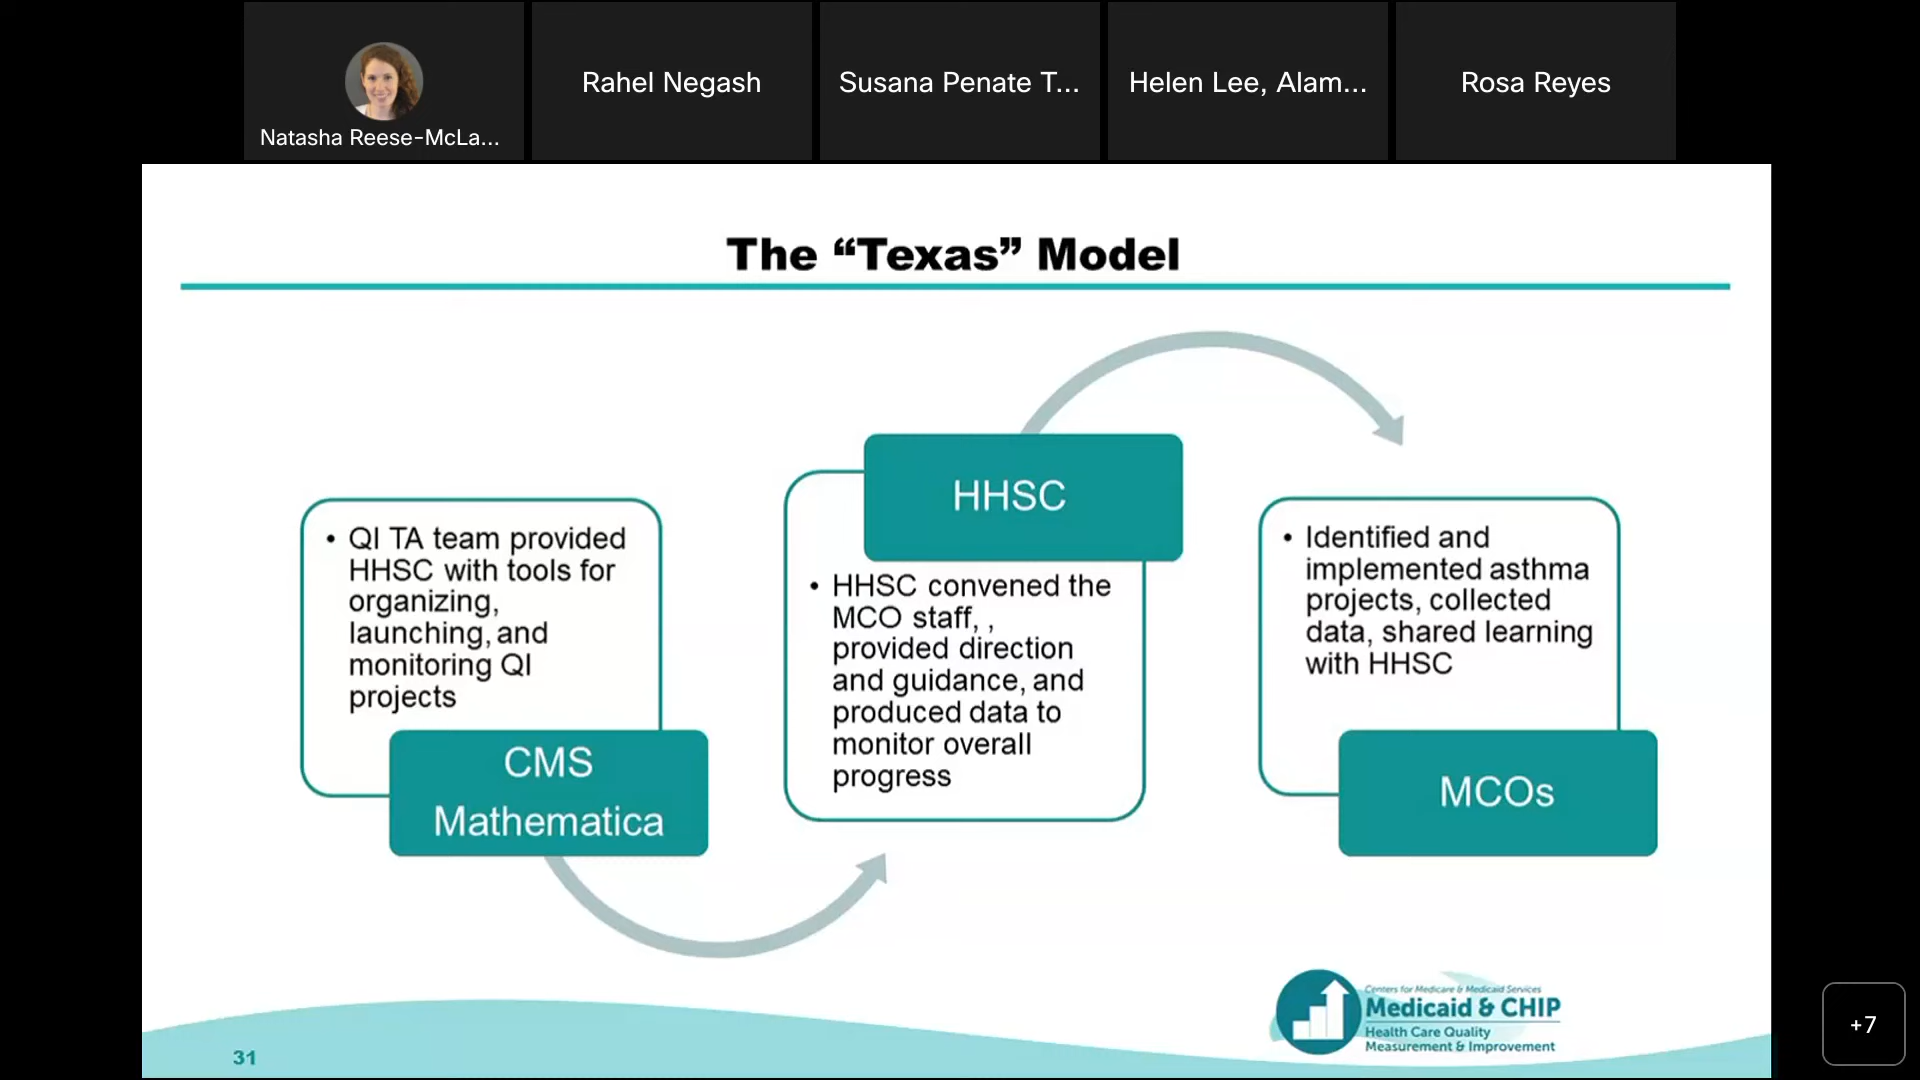 Natasha Reese-McLa...
Rahel Negash
Susana Penate T...
Helen Lee, Alam...
Rosa Reyes
The “Texas” Model
• QI TA team provided
HHSC with tools for
organizing,
launching, and
monitoring QI
projects
CMS
Mathematica
HHSC
• HHSC convened the
MCO staff, ,
provided direction
and guidance, and
produced data to
monitor overall
progress
• Identified and
implemented asthma
projects, collected
data, shared learning
with HHSC
MCOs
Centers for Medicare & Medicaid Services
Medicaid & CHIP
Health Care Quality
Measurement & Improvement
31
+7